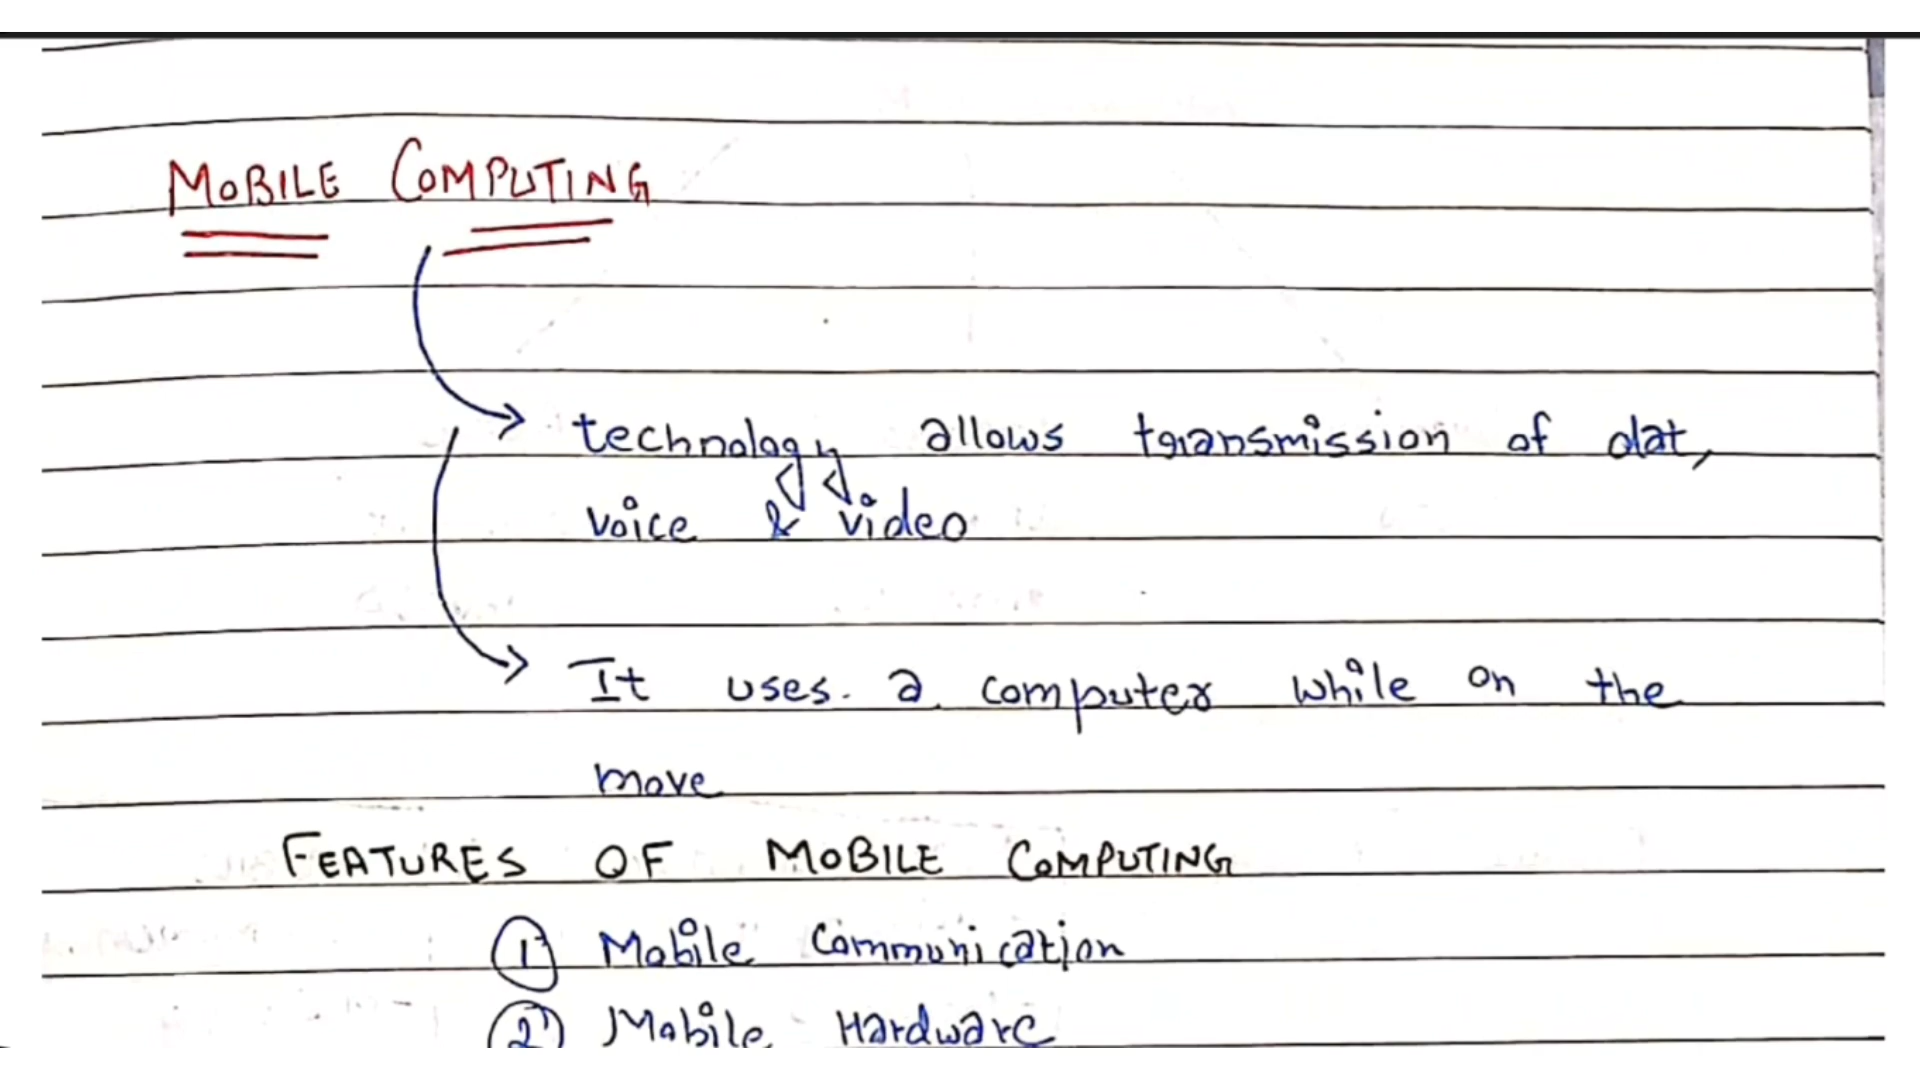 MOBILE COMPUTING
technology allows transmission of dat,
voice & video
It uses a computer while on the
move
FEATURES OF MOBILE COMPUTING
1 Mobile Communication
2 Mobile Hardware